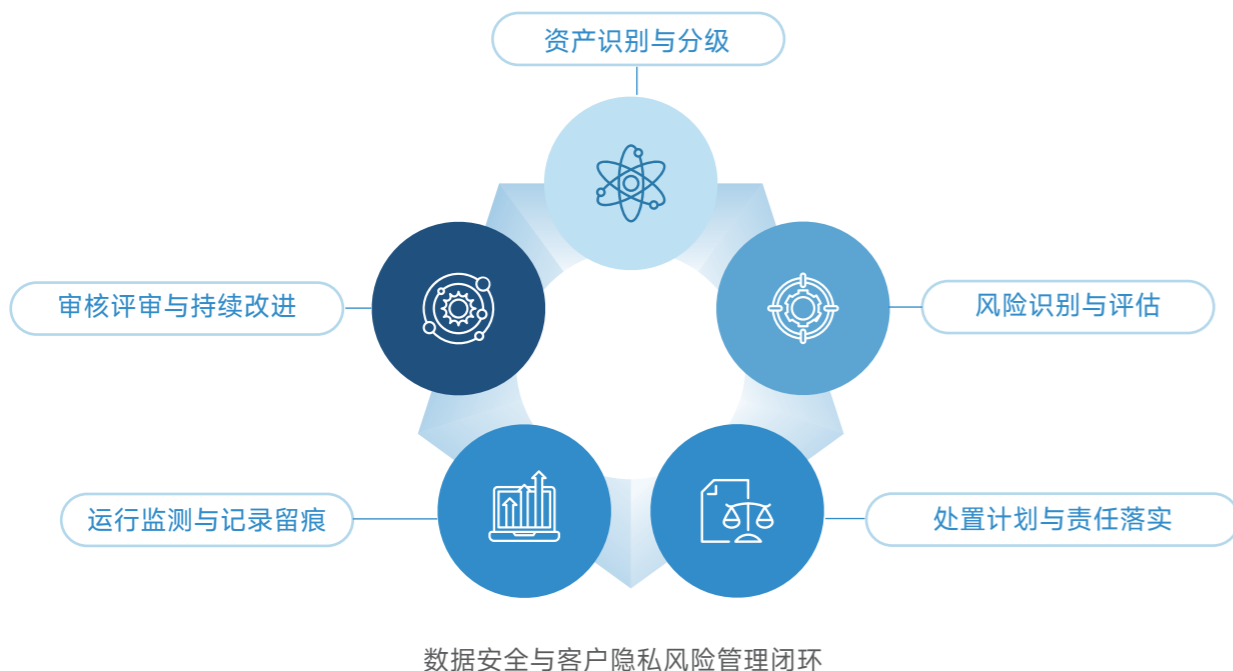 资产识别与分级
审核评审与持续改进
风险识别与评估
运行监测与记录留痕
处置计划与责任落实
数据安全与客户隐私风险管理闭环